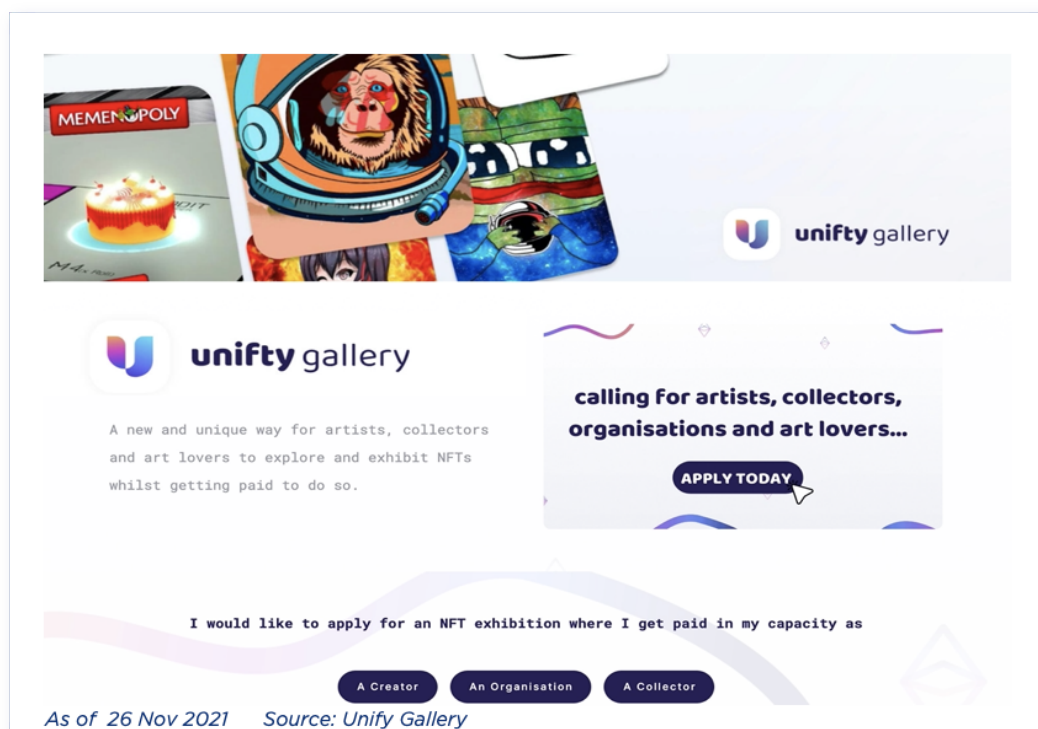 MEMENOPOLY
M4
unifty gallery
unifty gallery
calling for artists, collectors,
organisations and art lovers...
APPLY TODAY
A new and unique way for artists, collectors
and art lovers to explore and exhibit NFTs
whilst getting paid to do so.
I would like to apply for an NFT exhibition where I get paid in my capacity as
A Creator
An Organisation
A Collector
As of 26 Nov 2021 Source: Unify Gallery